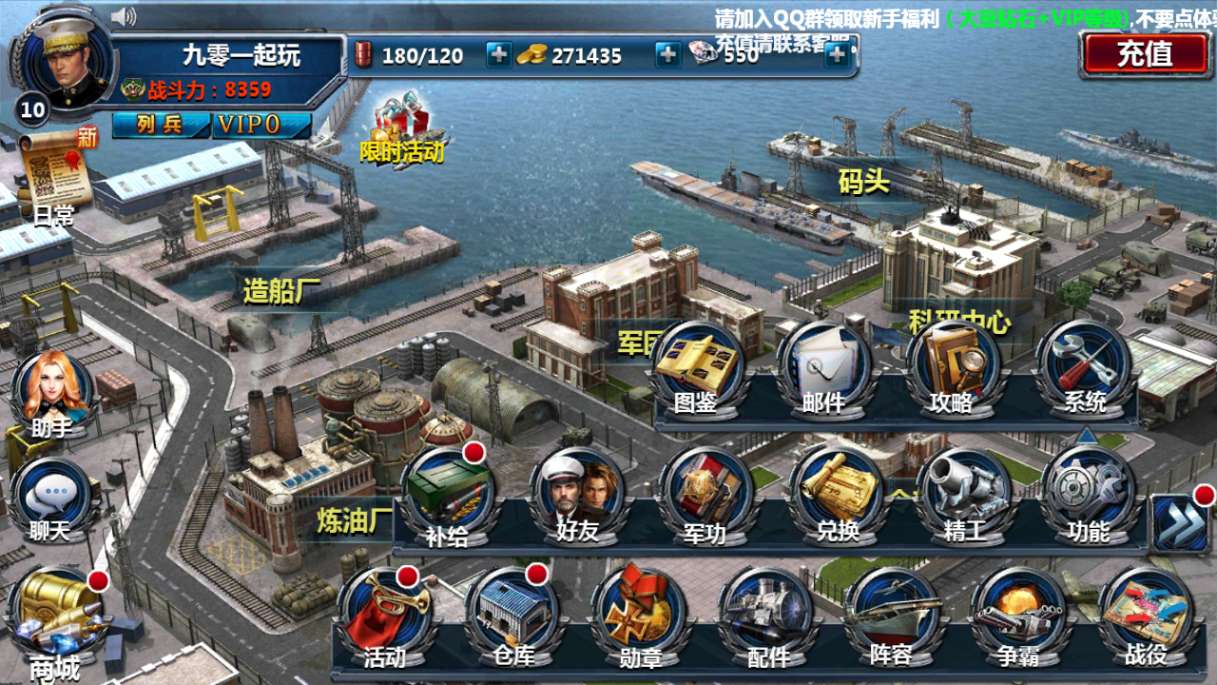 请加入QQ群领取新手福利（大量钻石+VIP等级),不要点体
充值请联系客服。
九零一起玩
180/120
271435
550
充值
战斗力：8359
10
列兵
VIP0
新
日常
限时活动
码头
造船厂
科研中心
军
图鉴
邮件
攻略
系统
助手
炼油厂
补给
好友
军功
兑换
精工
功能
聊天
商城
活动
仓库
勋章
配件
阵容
争霸
战役